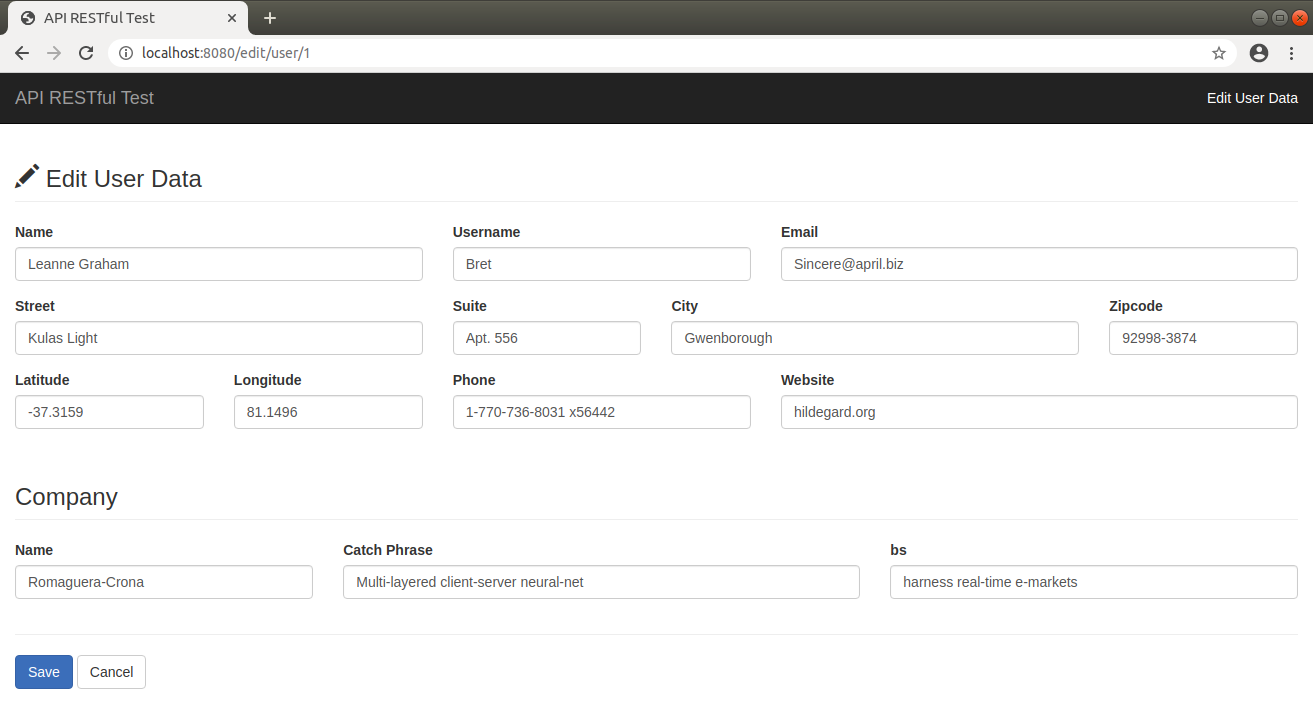 API RESTful Test
localhost:8080/edit/user/1
API RESTful Test Edit User Data
Edit User Data
Name Username Email
Leanne Graham Bret Sincere@april.biz
Street Suite City Zipcode
Kulas Light Apt. 556 Gwenborough 92998-3874
Latitude Longitude Phone Website
-37.3159 81.1496 1-770-736-8031 x56442 hildegard.org
Company
Name Catch Phrase bs
Romaguera-Crona Multi-layered client-server neural-net harness real-time e-markets
Save Cancel